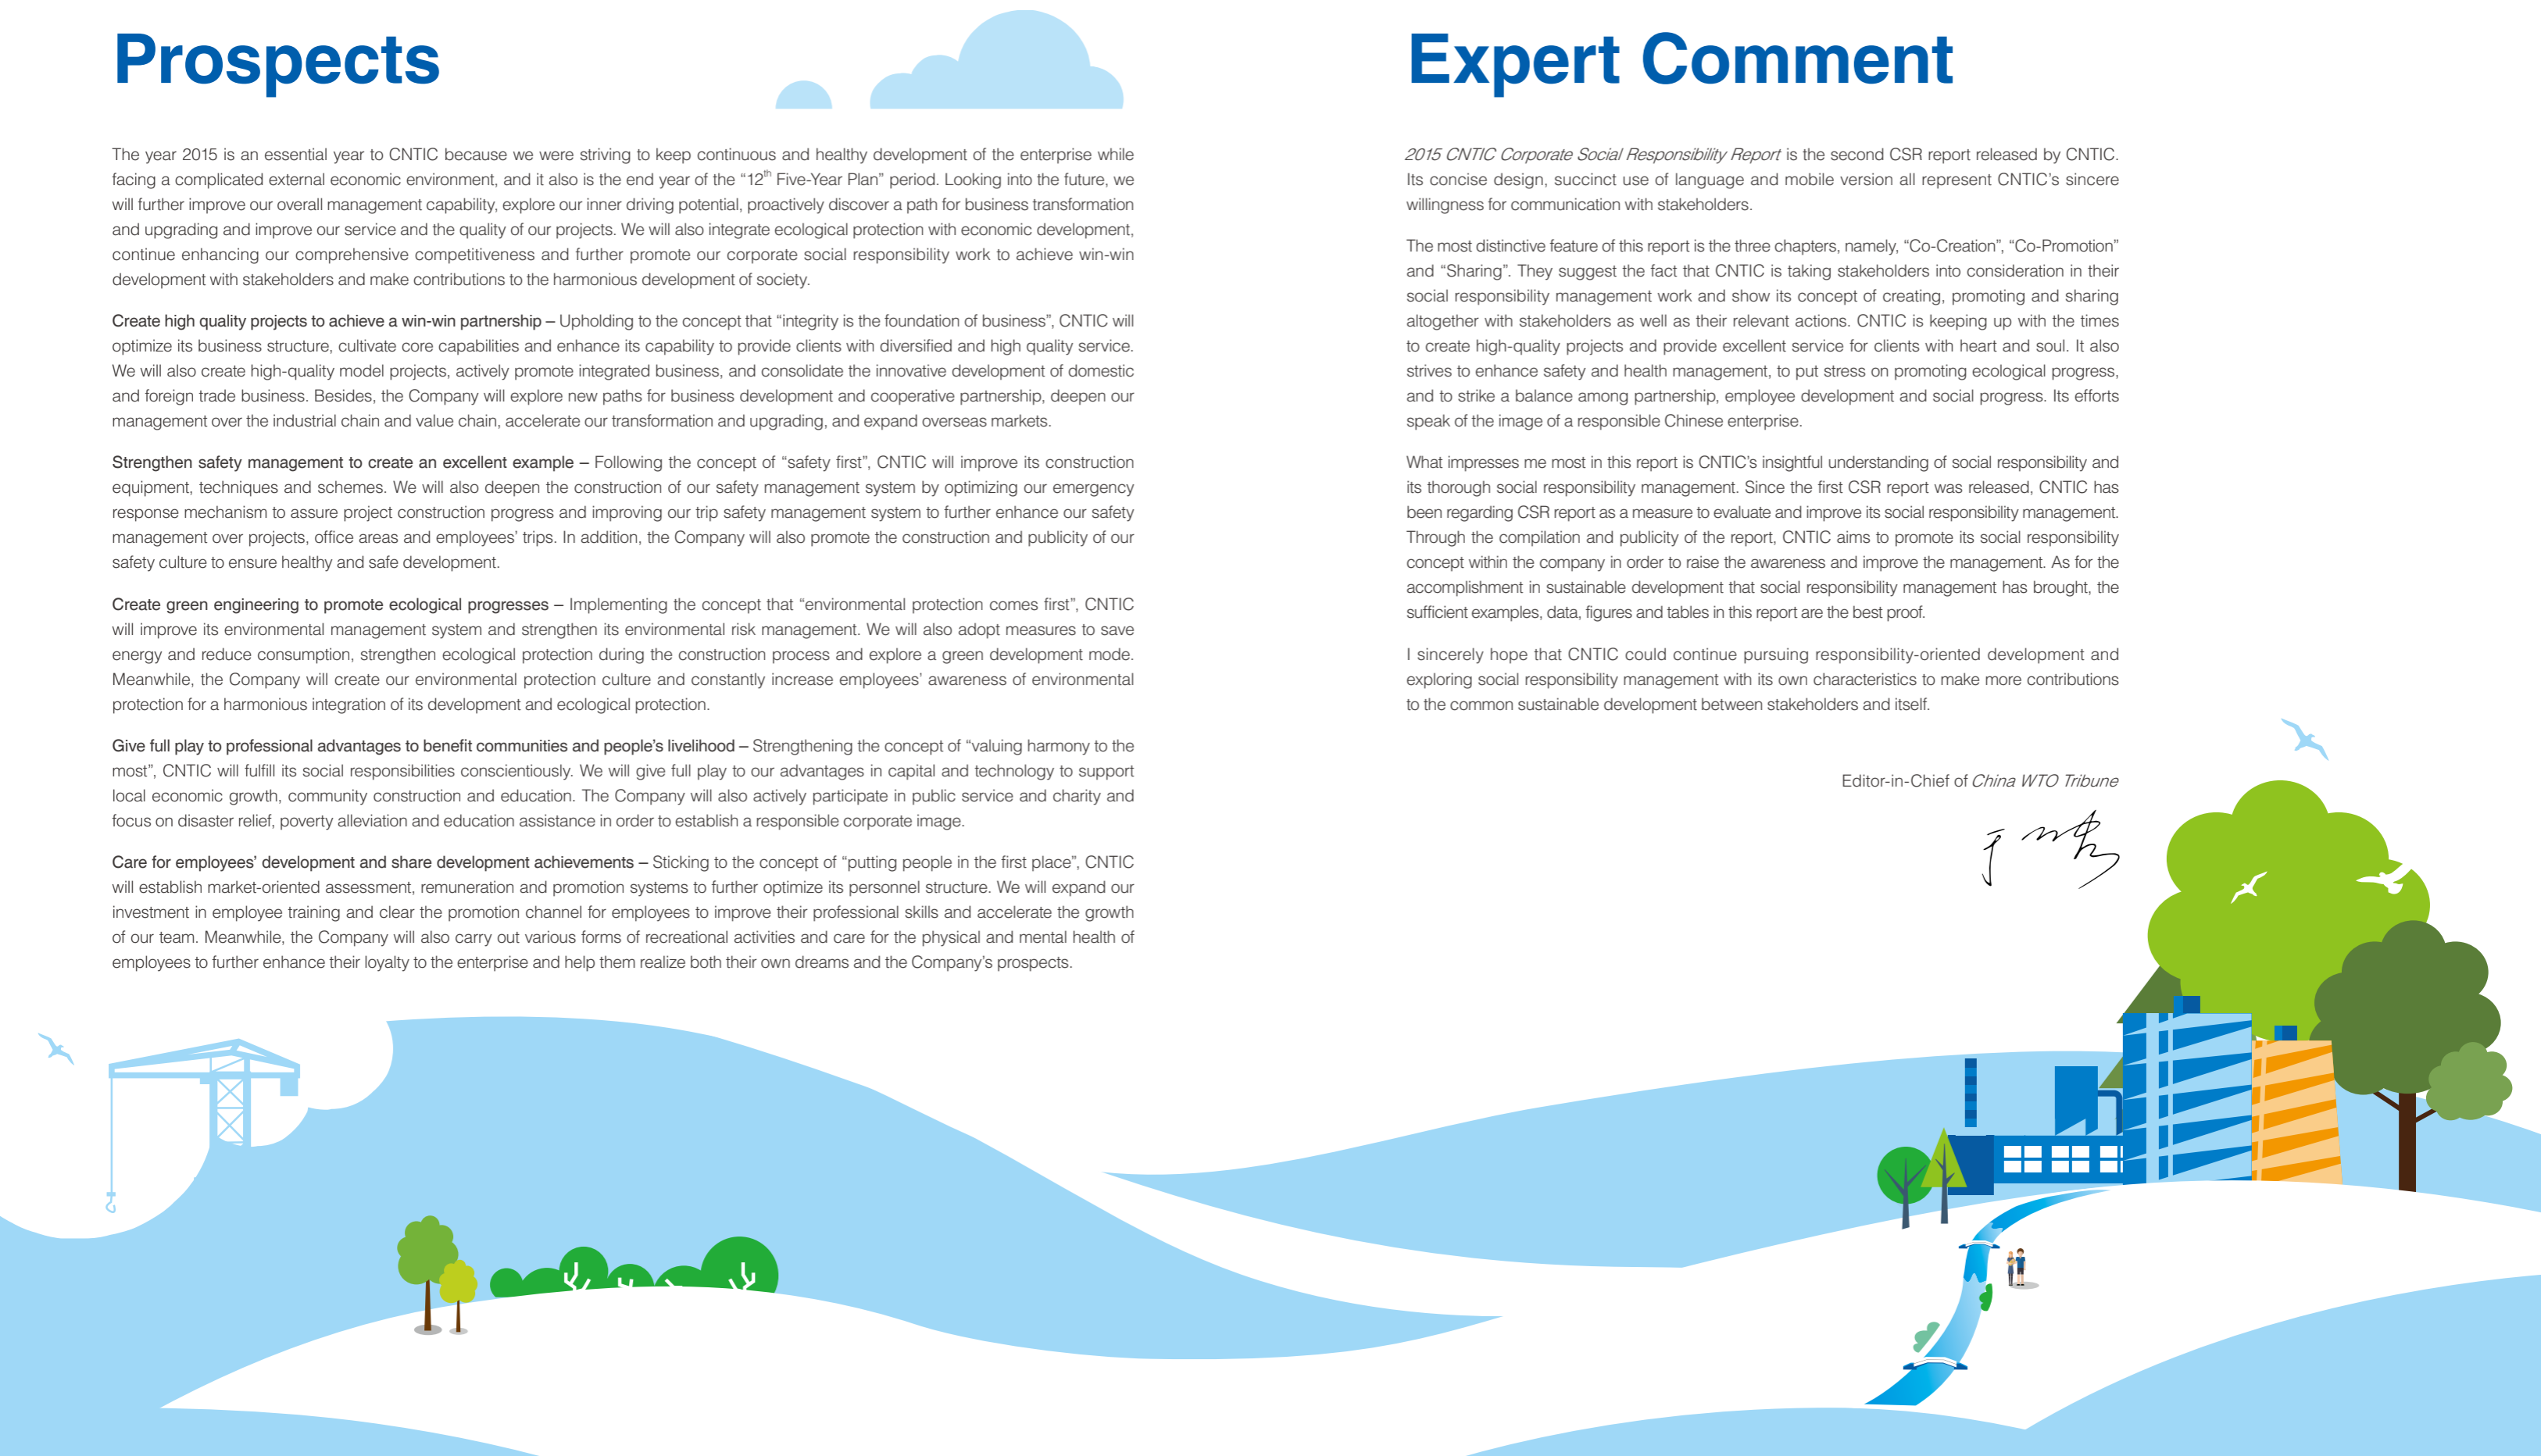 Prospects
The year 2015 is an essential year to CNTIC because we were striving to keep continuous and healthy development of the enterprise while
facing a complicated external economic environment, and it also is the end year of the “12th Five-Year Plan” period. Looking into the future, we
will further improve our overall management capability, explore our inner driving potential, proactively discover a path for business transformation
and upgrading and improve our service and the quality of our projects. We will also integrate ecological protection with economic development,
continue enhancing our comprehensive competitiveness and further promote our corporate social responsibility work to achieve win-win
development with stakeholders and make contributions to the harmonious development of society.
Create high quality projects to achieve a win-win partnership – Upholding to the concept that “integrity is the foundation of business”, CNTIC will
optimize its business structure, cultivate core capabilities and enhance its capability to provide clients with diversified and high quality service.
We will also create high-quality model projects, actively promote integrated business, and consolidate the innovative development of domestic
and foreign trade business. Besides, the Company will explore new paths for business development and cooperative partnership, deepen our
management over the industrial chain and value chain, accelerate our transformation and upgrading, and expand overseas markets.
Strengthen safety management to create an excellent example – Following the concept of “safety first”, CNTIC will improve its construction
equipment, techniques and schemes. We will also deepen the construction of our safety management system by optimizing our emergency
response mechanism to assure project construction progress and improving our trip safety management system to further enhance our safety
management over projects, office areas and employees’ trips. In addition, the Company will also promote the construction and publicity of our
safety culture to ensure healthy and safe development.
Create green engineering to promote ecological progresses – Implementing the concept that “environmental protection comes first”, CNTIC
will improve its environmental management system and strengthen its environmental risk management. We will also adopt measures to save
energy and reduce consumption, strengthen ecological protection during the construction process and explore a green development mode.
Meanwhile, the Company will create our environmental protection culture and constantly increase employees’ awareness of environmental
protection for a harmonious integration of its development and ecological protection.
Give full play to professional advantages to benefit communities and people’s livelihood – Strengthening the concept of “valuing harmony to the
most”, CNTIC will fulfill its social responsibilities conscientiously. We will give full play to our advantages in capital and technology to support
local economic growth, community construction and education. The Company will also actively participate in public service and charity and
focus on disaster relief, poverty alleviation and education assistance in order to establish a responsible corporate image.
Care for employees’ development and share development achievements – Sticking to the concept of “putting people in the first place”, CNTIC
will establish market-oriented assessment, remuneration and promotion systems to further optimize its personnel structure. We will expand our
investment in employee training and clear the promotion channel for employees to improve their professional skills and accelerate the growth
of our team. Meanwhile, the Company will also carry out various forms of recreational activities and care for the physical and mental health of
employees to further enhance their loyalty to the enterprise and help them realize both their own dreams and the Company’s prospects.
Expert Comment
2015 CNTIC Corporate Social Responsibility Report is the second CSR report released by CNTIC.
Its concise design, succinct use of language and mobile version all represent CNTIC’s sincere
willingness for communication with stakeholders.
The most distinctive feature of this report is the three chapters, namely, “Co-Creation”, “Co-Promotion”
and “Sharing”. They suggest the fact that CNTIC is taking stakeholders into consideration in their
social responsibility management work and show its concept of creating, promoting and sharing
altogether with stakeholders as well as their relevant actions. CNTIC is keeping up with the times
to create high-quality projects and provide excellent service for clients with heart and soul. It also
strives to enhance safety and health management, to put stress on promoting ecological progress,
and to strike a balance among partnership, employee development and social progress. Its efforts
speak of the image of a responsible Chinese enterprise.
What impresses me most in this report is CNTIC’s insightful understanding of social responsibility and
its thorough social responsibility management. Since the first CSR report was released, CNTIC has
been regarding CSR report as a measure to evaluate and improve its social responsibility management.
Through the compilation and publicity of the report, CNTIC aims to promote its social responsibility
concept within the company in order to raise the awareness and improve the management. As for the
accomplishment in sustainable development that social responsibility management has brought, the
sufficient examples, data, figures and tables in this report are the best proof.
I sincerely hope that CNTIC could continue pursuing responsibility-oriented development and
exploring social responsibility management with its own characteristics to make more contributions
to the common sustainable development between stakeholders and itself.
Editor-in-Chief of China WTO Tribune